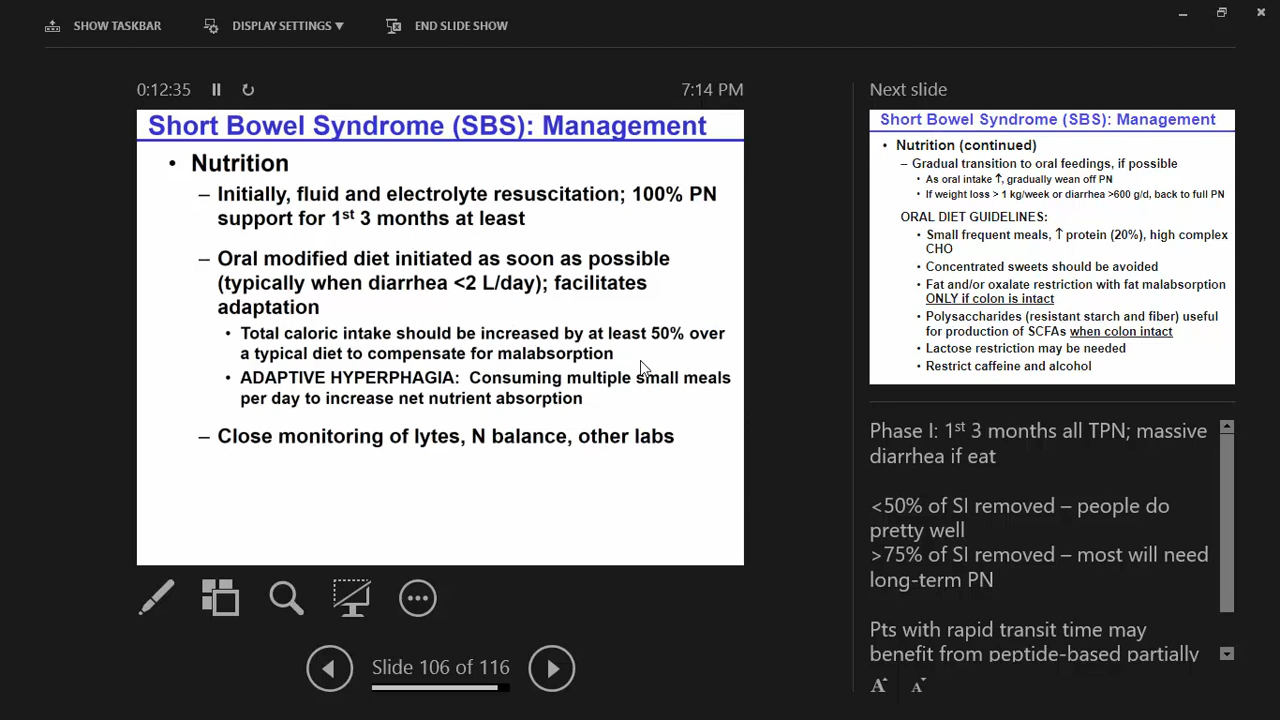 SHOW TASKBAR
DISPLAY SETTINGS ▼
END SLIDE SHOW
0:12:35
7:14 PM
Short Bowel Syndrome (SBS): Management
• Nutrition
– Initially, fluid and electrolyte resuscitation; 100% PN
support for 1st 3 months at least
– Oral modified diet initiated as soon as possible
(typically when diarrhea <2 L/day); facilitates
adaptation
• Total caloric intake should be increased by at least 50% over
a typical diet to compensate for malabsorption
• ADAPTIVE HYPERPHAGIA: Consuming multiple small meals
per day to increase net nutrient absorption
– Close monitoring of lytes, N balance, other labs
Slide 106 of 116
Next slide
Short Bowel Syndrome (SBS): Management
• Nutrition (continued)
– Gradual transition to oral feedings, if possible
• As oral intake ↑, gradually wean off PN
• If weight loss > 1 kg/week or diarrhea >600 g/d, back to full PN
ORAL DIET GUIDELINES:
• Small frequent meals, ↑ protein (20%), high complex
CHO
• Concentrated sweets should be avoided
• Fat and/or oxalate restriction with fat malabsorption
ONLY if colon is intact
• Polysaccharides (resistant starch and fiber) useful
for production of SCFAs when colon intact
• Lactose restriction may be needed
• Restrict caffeine and alcohol
Phase I: 1st 3 months all TPN; massive
diarrhea if eat
<50% of SI removed – people do
pretty well
>75% of SI removed – most will need
long-term PN
Pts with rapid transit time may
benefit from peptide-based partially
A A